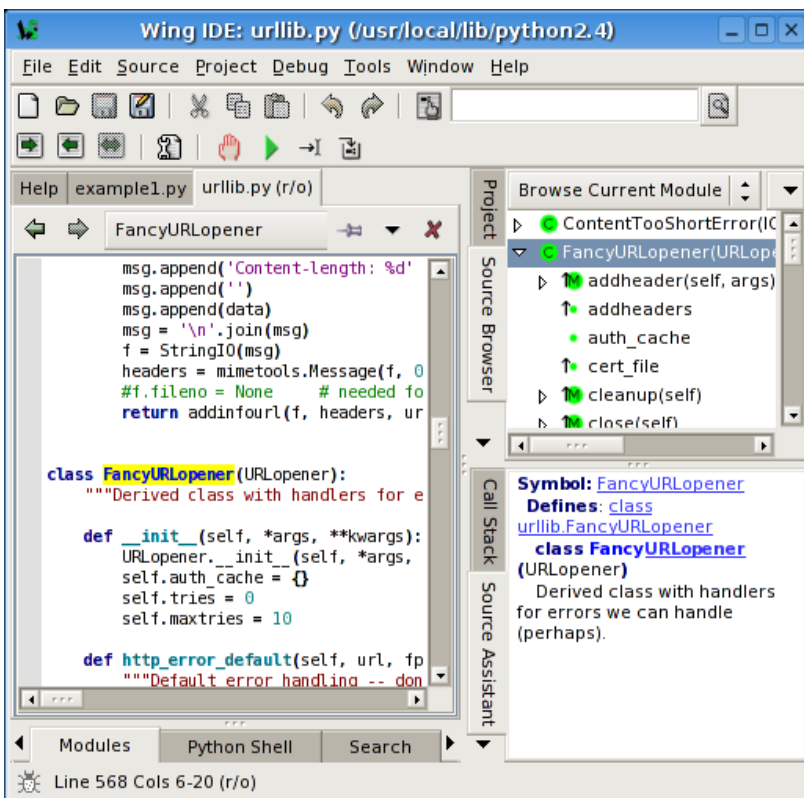 Wing IDE: urllib.py (/usr/local/lib/python2.4)
File Edit Source Project Debug Tools Window Help
Help example1.py urllib.py (r/o)
FancyURLopener
msg.append('Content-length: %d'
msg.append('')
msg.append(data)
msg = '\n'.join(msg)
f = StringIO(msg)
headers = mimetools.Message(f, 0
#f.fileno = None     # needed fo
return addinfourl(f, headers, ur
class FancyURLopener(URLopener):
"""Derived class with handlers for e
def __init__(self, *args, **kwargs):
URLopener.__init__(self, *args,
self.auth_cache = {}
self.tries = 0
self.maxtries = 10
def http_error_default(self, url, fp
"""Default error handling -- don
Modules Python Shell Search
Project
Source Browser
Browse Current Module
ContentTooShortError(IO
FancyURLopener(URLope
addheader(self, args)
addheaders
auth_cache
cert_file
cleanup(self)
close(self)
Call Stack
Source Assistant
Symbol: FancyURLopener
Defines: class
urllib.FancyURLopener
class FancyURLopener
(URLopener)
Derived class with handlers
for errors we can handle
(perhaps).
Line 568 Cols 6-20 (r/o)